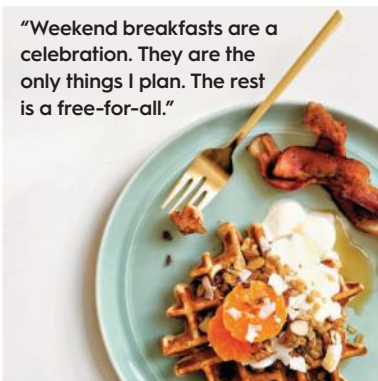 “Weekend breakfasts are a
celebration. They are the
only things I plan. The rest
is a free-for-all.”